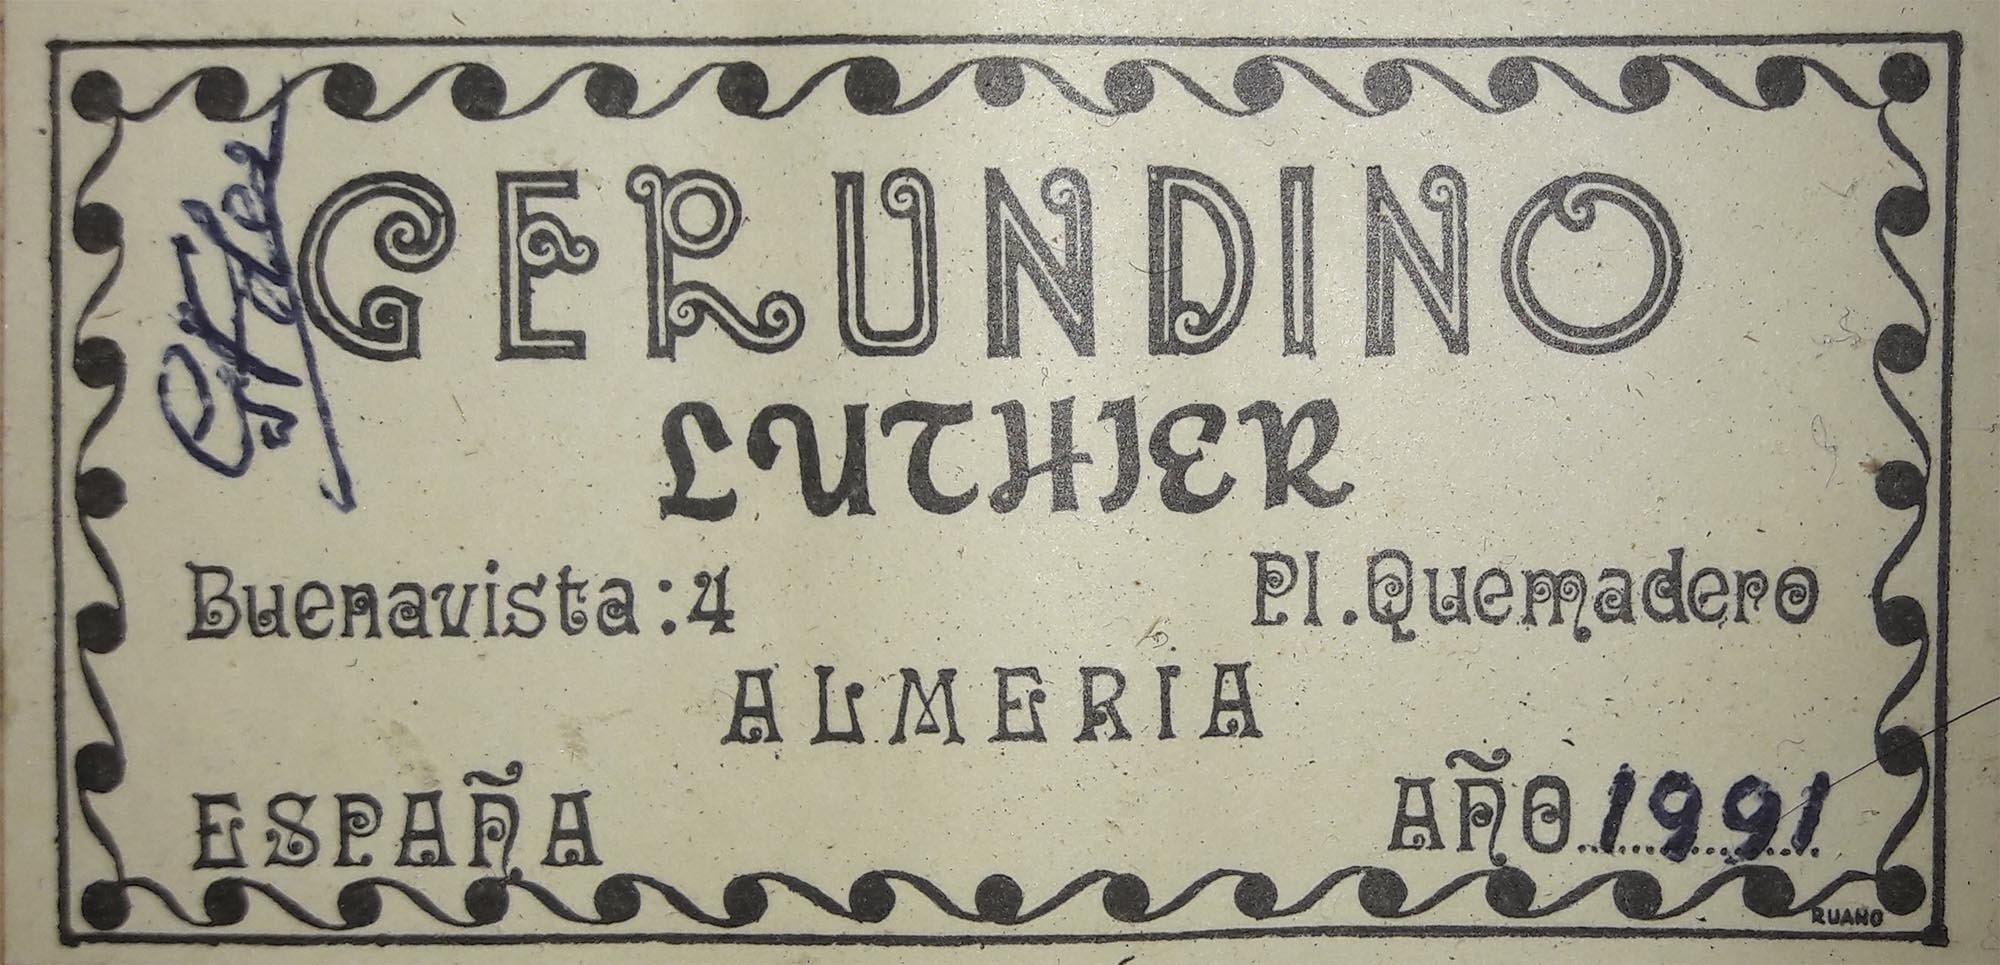 GERUNDINO
LUTHIER
Buenavista:4 Pl.Quemadero
ALMERIA
ESPAÑA AÑO 1991
RUANO